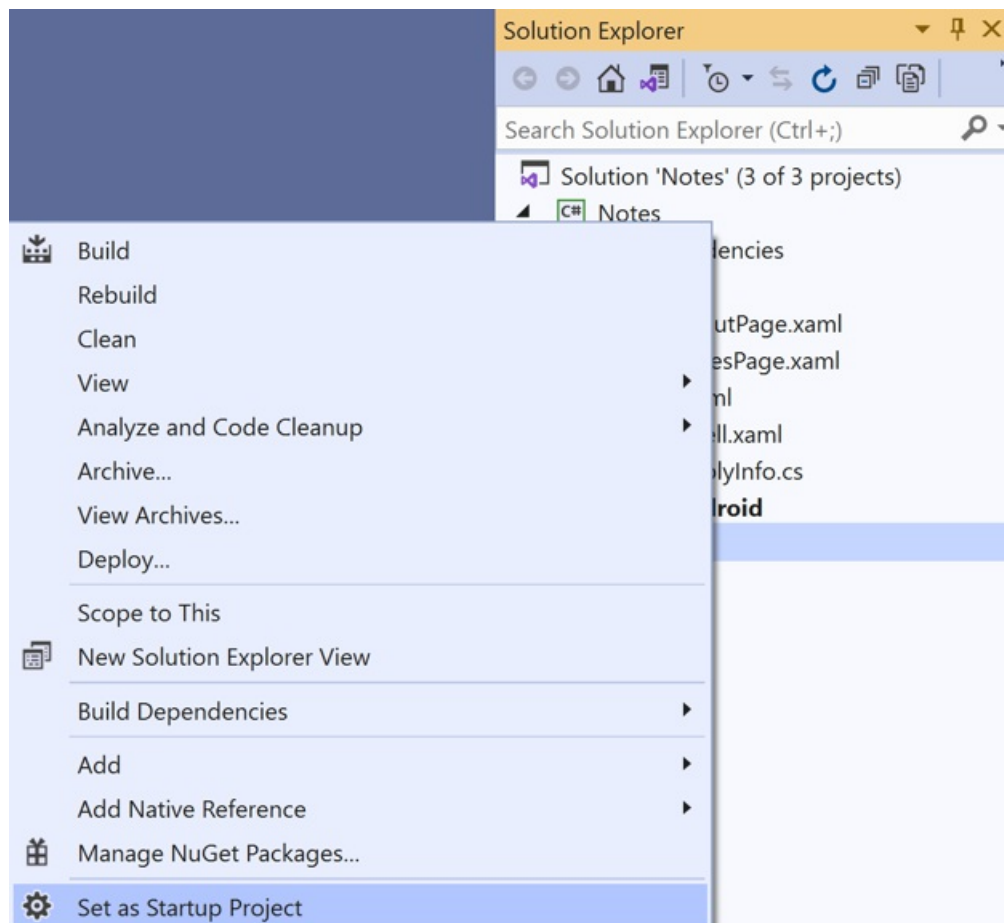 Solution Explorer
Search Solution Explorer (Ctrl+;)
Solution 'Notes' (3 of 3 projects)
C# Notes
Build
Rebuild
Clean
View
Analyze and Code Cleanup
Archive...
View Archives...
Deploy...
Scope to This
New Solution Explorer View
Build Dependencies
Add
Add Native Reference
Manage NuGet Packages...
Set as Startup Project